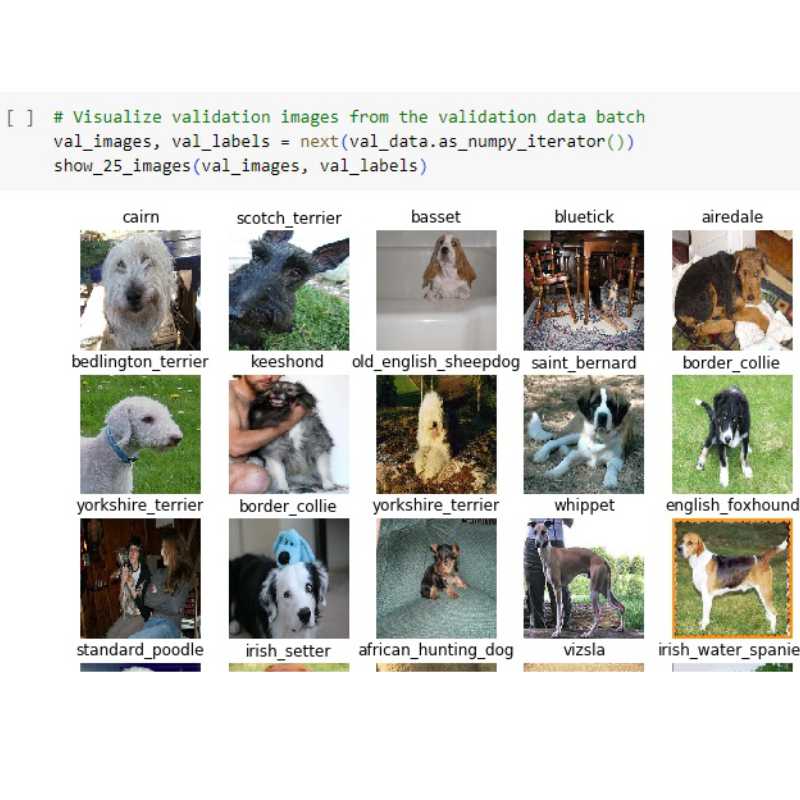 [ ] # Visualize validation images from the validation data batch
val_images, val_labels = next(val_data.as_numpy_iterator())
show_25_images(val_images, val_labels)
cairn scotch_terrier basset bluetick airedale
bedlington_terrier keeshond old_english_sheepdog saint_bernard border_collie
yorkshire_terrier border_collie yorkshire_terrier whippet english_foxhound
standard_poodle irish_setter african_hunting_dog vizsla irish_water_spanie